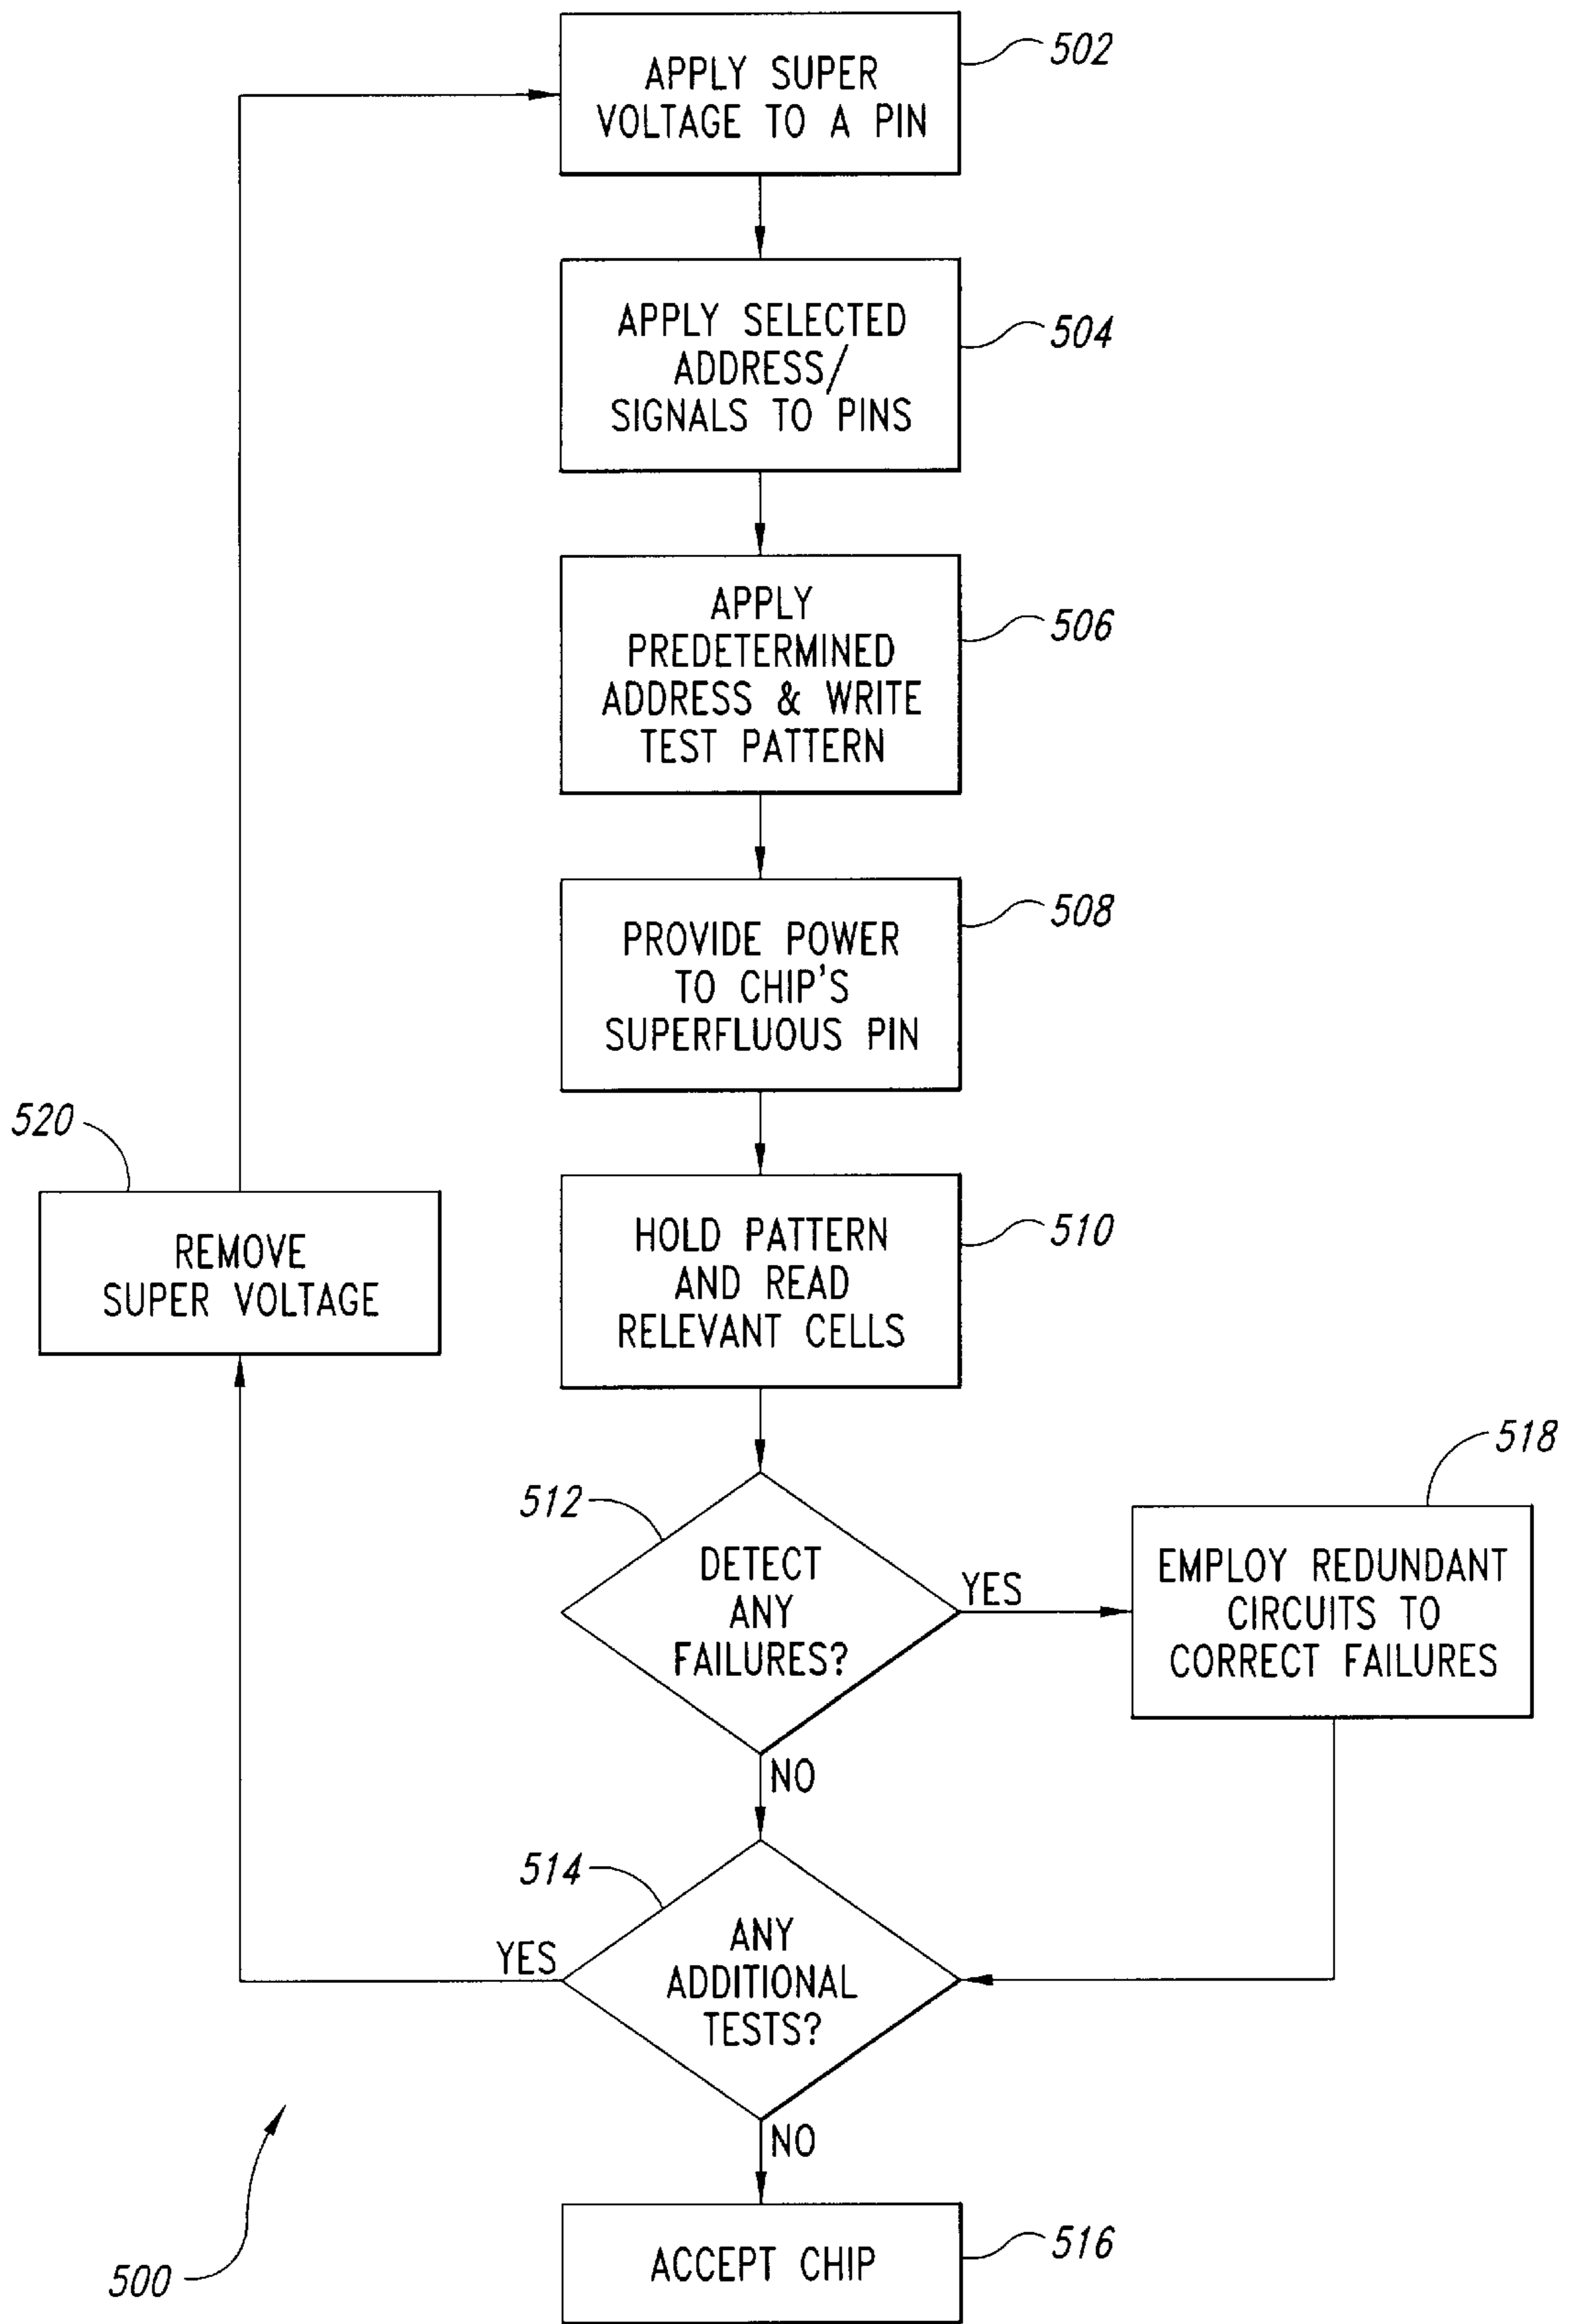 APPLY SUPER
VOLTAGE TO A PIN
502
APPLY SELECTED
ADDRESS/
SIGNALS TO PINS
504
APPLY
PREDETERMINED
ADDRESS & WRITE
TEST PATTERN
506
PROVIDE POWER
TO CHIP'S
SUPERFLUOUS PIN
508
520
REMOVE
SUPER VOLTAGE
HOLD PATTERN
AND READ
RELEVANT CELLS
510
512
DETECT
ANY
FAILURES?
YES
NO
518
EMPLOY REDUNDANT
CIRCUITS TO
CORRECT FAILURES
514
YES
ANY
ADDITIONAL
TESTS?
NO
ACCEPT CHIP
516
500